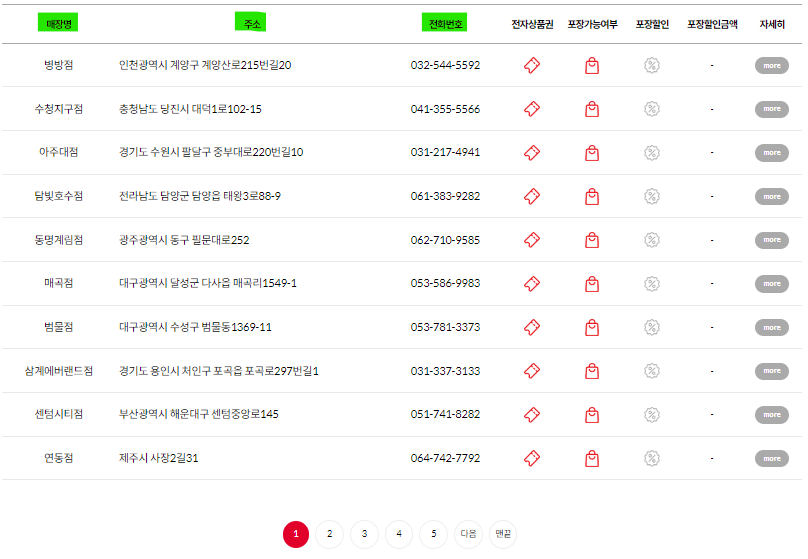 매장명 주소 전화번호 전자상품권 포장가능여부 포장할인 포장할인금액 자세히
병방점 인천광역시 계양구 계양산로215번길20 032-544-5592 - more
수청지구점 충청남도 당진시 대덕1로102-15 041-355-5566 - more
아주대점 경기도 수원시 팔달구 중부대로220번길10 031-217-4941 - more
담빛호수점 전라남도 담양군 담양읍 태왕3로88-9 061-383-9282 - more
동명계림점 광주광역시 동구 필문대로252 062-710-9585 - more
매곡점 대구광역시 달성군 다사읍 매곡리1549-1 053-586-9983 - more
범물점 대구광역시 수성구 범물동1369-11 053-781-3373 - more
삼계에버랜드점 경기도 용인시 처인구 포곡읍 포곡로297번길1 031-337-3133 - more
센텀시티점 부산광역시 해운대구 센텀중앙로145 051-741-8282 - more
연동점 제주시 사장2길31 064-742-7792 - more
1 2 3 4 5 다음 맨끝